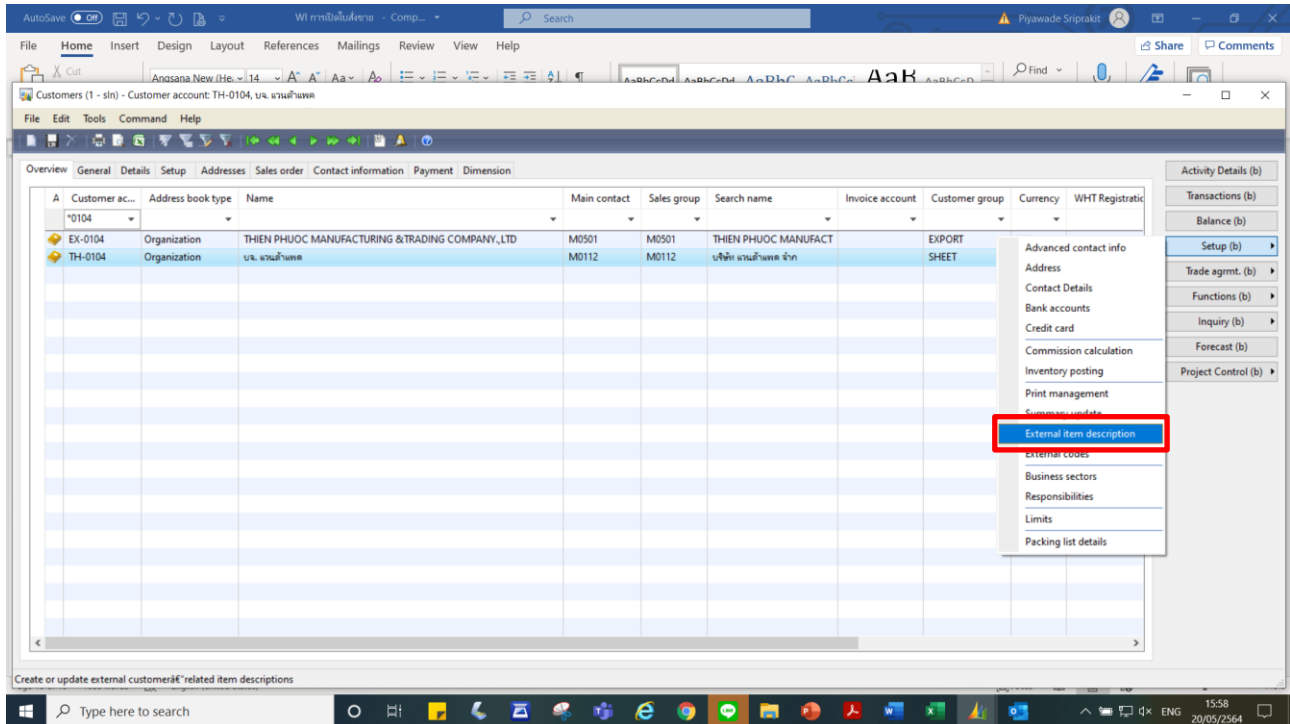 AutoSave Off WI การเปิดใบสั่งขาย - Comp... Search Piyawade Sriprakit
File Home Insert Design Layout References Mailings Review View Help Share Comments
Cut Angsana New (He. 14 Aa Find
Customers (1 - sln) - Customer account: TH-0104, บจ. แวนด้าแพค
File Edit Tools Command Help
Overview General Details Setup Addresses Sales order Contact information Payment Dimension Activity Details (b)
A Customer ac... Address book type Name Main contact Sales group Search name Invoice account Customer group Currency WHT Registratic Transactions (b)
*0104 Balance (b)
EX-0104 Organization THIEN PHUOC MANUFACTURING &TRADING COMPANY.,LTD M0501 M0501 THIEN PHUOC MANUFACT EXPORT Setup (b)
TH-0104 Organization บจ. แวนด้าแพค M0112 M0112 บริษัท แวนด้าแพค จำก SHEET
Trade agrmt. (b)
Functions (b)
Inquiry (b)
Forecast (b)
Project Control (b)
Advanced contact info
Address
Contact Details
Bank accounts
Credit card
Commission calculation
Inventory posting
Print management
Summary update
External item description
External codes
Business sectors
Responsibilities
Limits
Packing list details
Create or update external customerâ€"related item descriptions
Type here to search ENG 15:58
20/05/2564